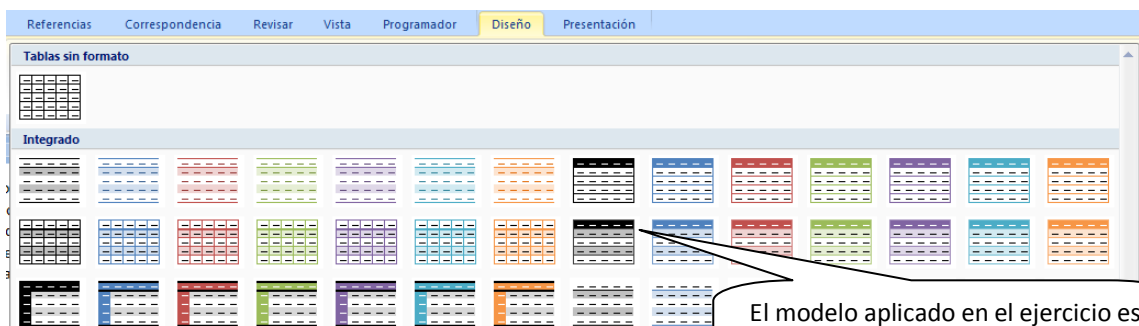 Referencias Correspondencia Revisar Vista Programador Diseño Presentación
Tablas sin formato
Integrado
El modelo aplicado en el ejercicio es